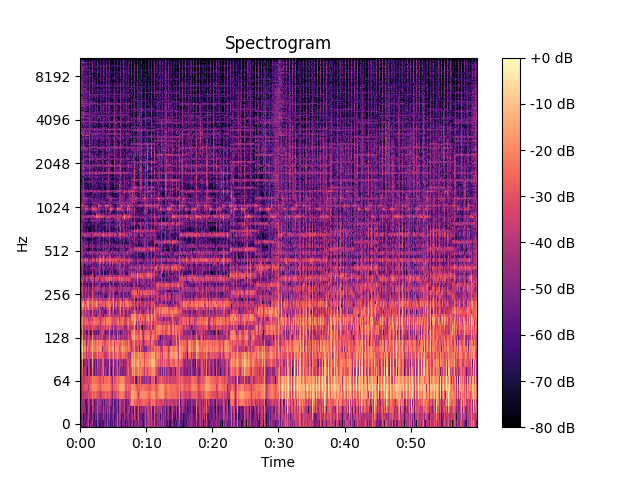 Spectrogram
8192
4096
2048
1024
512
256
128
64
0
Hz
0:00 0:10 0:20 0:30 0:40 0:50
Time
+0 dB
-10 dB
-20 dB
-30 dB
-40 dB
-50 dB
-60 dB
-70 dB
-80 dB